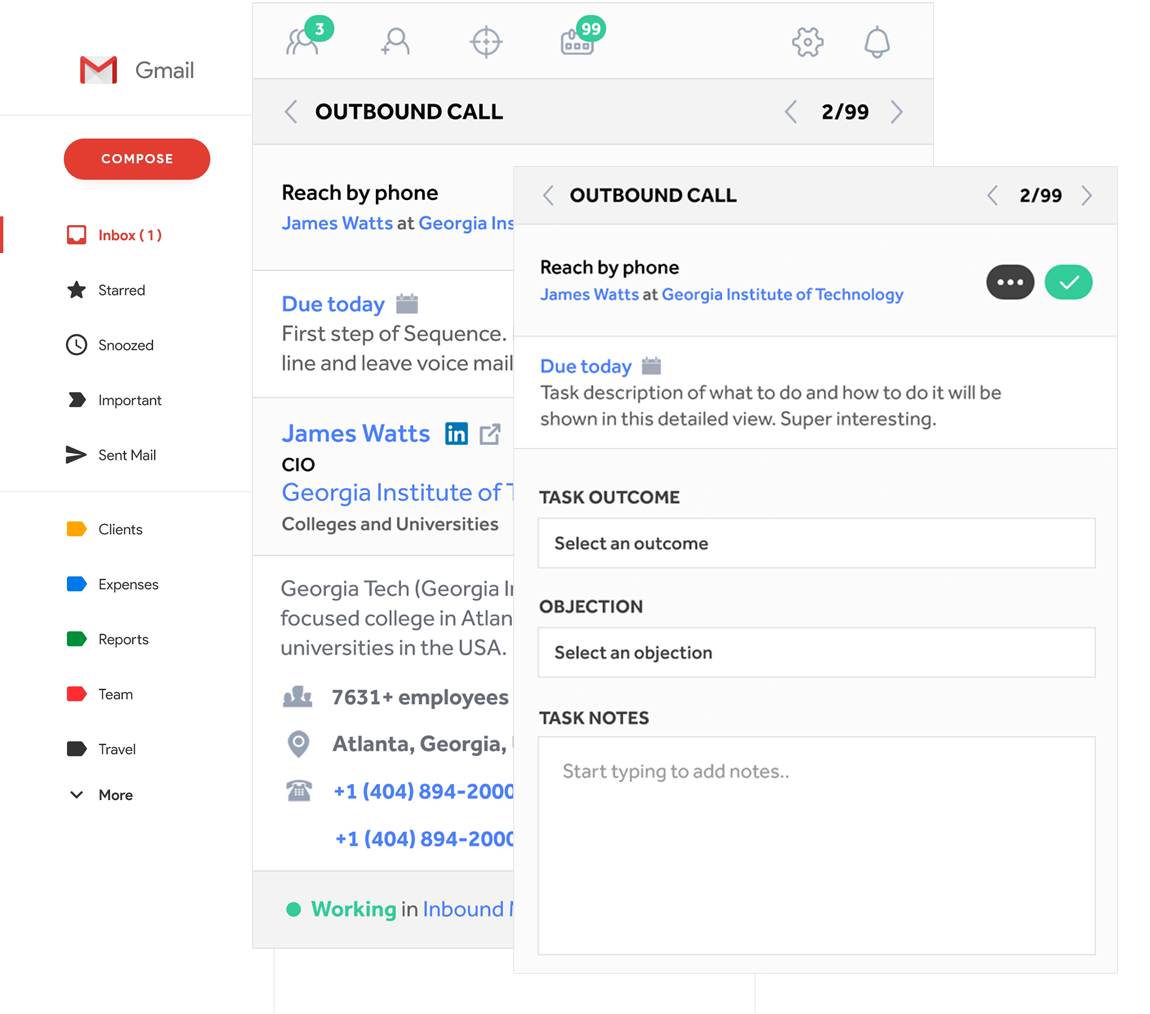 Gmail
COMPOSE
Inbox ( 1 )
Starred
Snoozed
Important
Sent Mail
Clients
Expenses
Reports
Team
Travel
More
3
99
OUTBOUND CALL
2/99
Reach by phone
James Watts at Georgia
Due today
First step of Sequence.
line and leave voice mail
James Watts in
CIO
Georgia Institute of
Colleges and Universities
Georgia Tech (Georgia
focused college in
universities in the USA.
7631+ employees
Atlanta, Georgia,
+1 (404) 894-2000
+1 (404) 894-2000
Working in Inbound
OUTBOUND CALL
2/99
Reach by phone
James Watts at Georgia Institute of Technology
Due today
Task description of what to do and how to do it will be
shown in this detailed view. Super interesting.
TASK OUTCOME
Select an outcome
OBJECTION
Select an objection
TASK NOTES
Start typing to add notes..